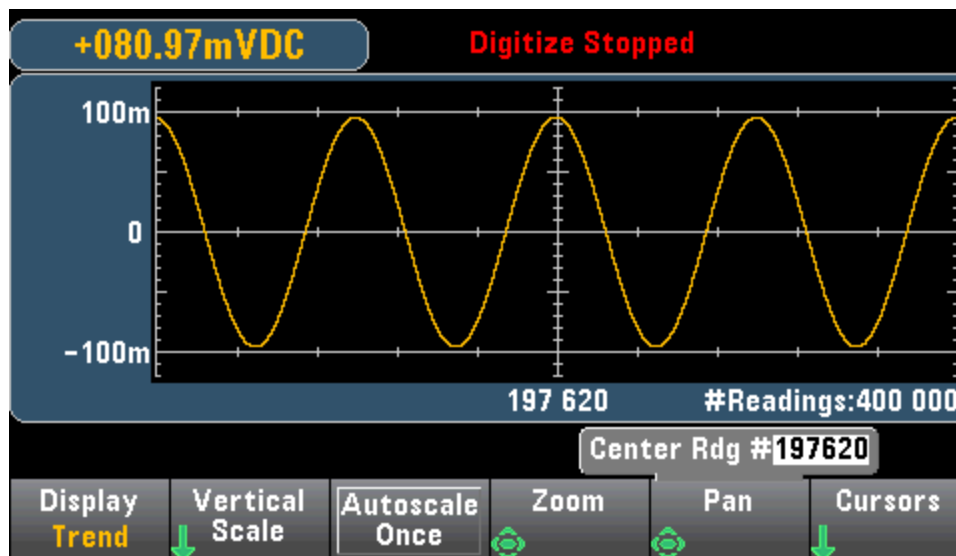 +080.97mVDC
Digitize Stopped
100m
0
-100m
197 620 #Readings:400 000
Center Rdg #197620
Display Vertical Autoscale Zoom Pan Cursors
Trend Scale Once